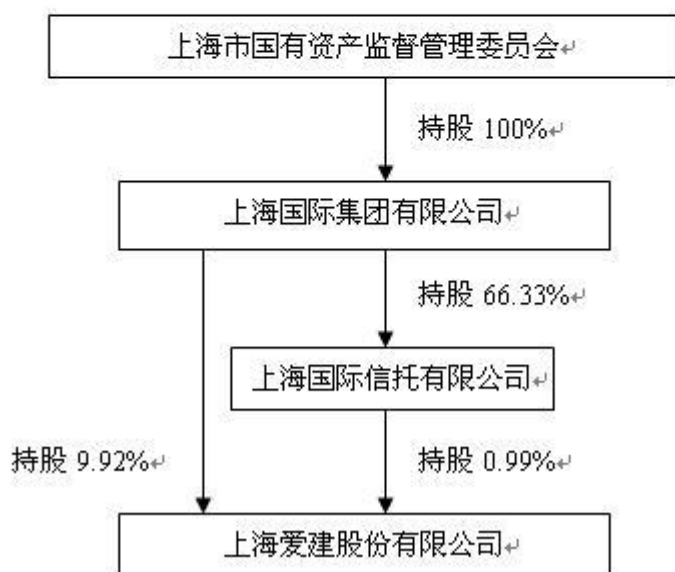 上海市国有资产监督管理委员会↵
持股 100%↵
上海国际集团有限公司↵
持股 66.33%↵
上海国际信托有限公司↵
持股 9.92%↵
持股 0.99%↵
上海爱建股份有限公司↵